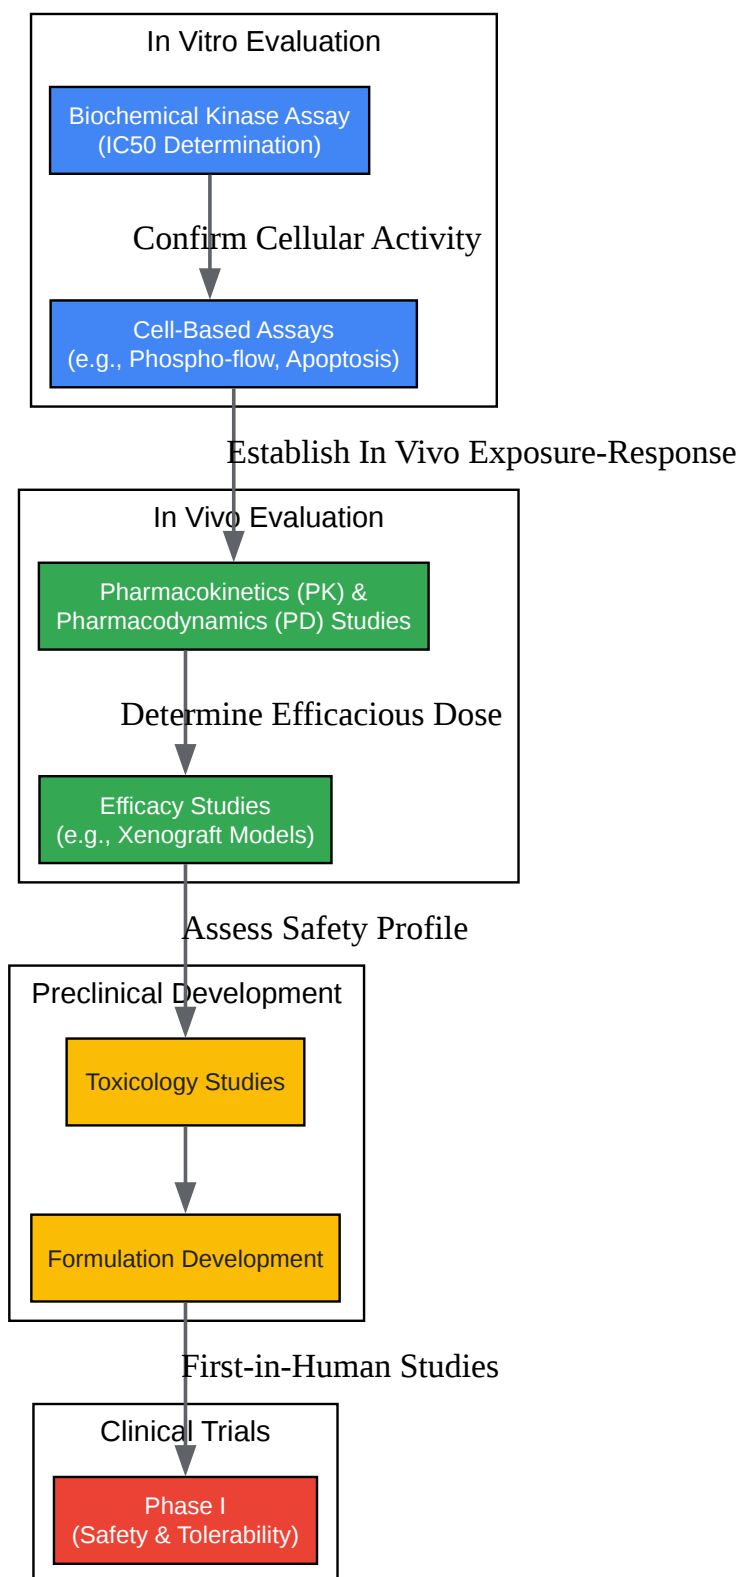 In Vitro Evaluation
Biochemical Kinase Assay
(IC50 Determination)
Confirm Cellular Activity
Cell-Based Assays
(e.g., Phospho-flow, Apoptosis)
Establish In Vivo Exposure-Response
In Vivo Evaluation
Pharmacokinetics (PK) &
Pharmacodynamics (PD) Studies
Determine Efficacious Dose
Efficacy Studies
(e.g., Xenograft Models)
Assess Safety Profile
Preclinical Development
Toxicology Studies
Formulation Development
First-in-Human Studies
Clinical Trials
Phase I
(Safety & Tolerability)